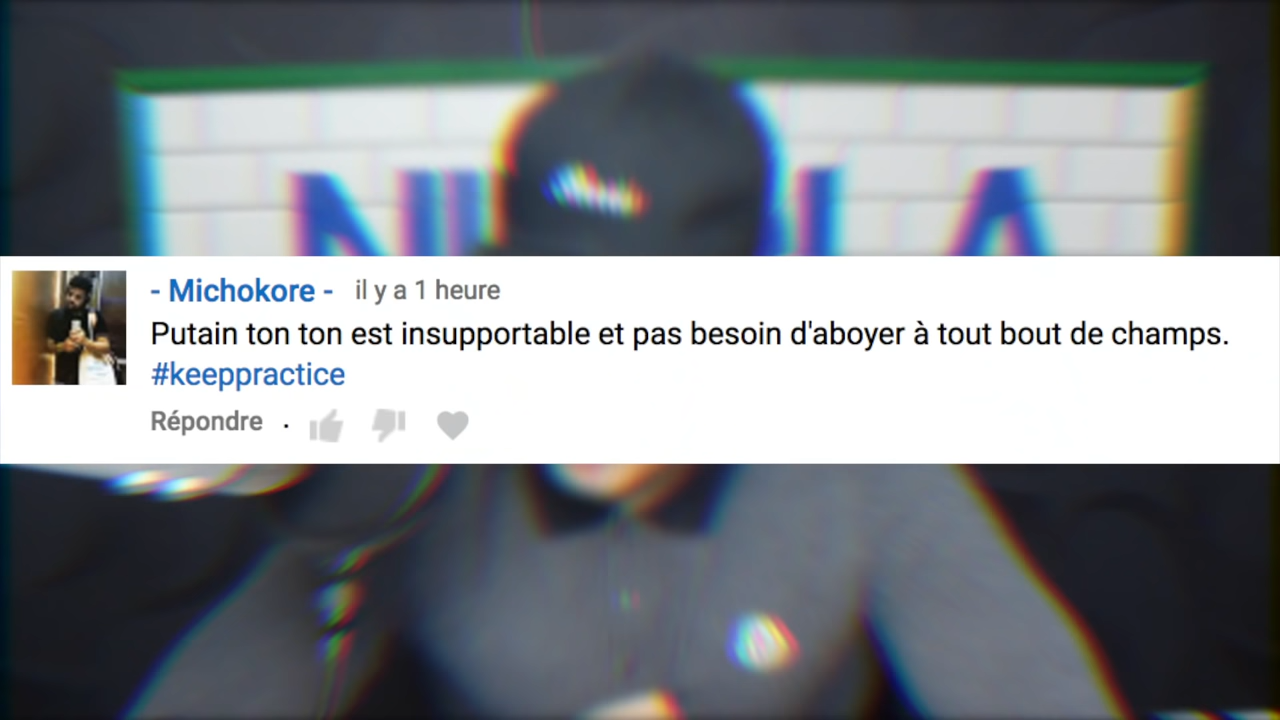 - Michokore - il y a 1 heure
Putain ton ton est insupportable et pas besoin d'aboyer à tout bout de champs.
#keeppractice
Répondre